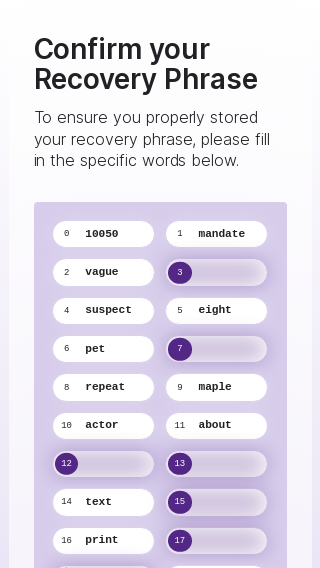 Confirm your
Recovery Phrase
To ensure you properly stored
your recovery phrase, please fill
in the specific words below.
0 10050 1 mandate
2 vague 3
4 suspect 5 eight
6 pet 7
8 repeat 9 maple
10 actor 11 about
12 13
14 text 15
16 print 17